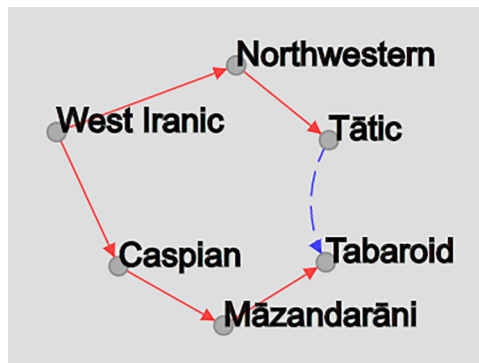 Northwestern
West Iranic
Tātic
Caspian
Tabaroid
Māzandarāni